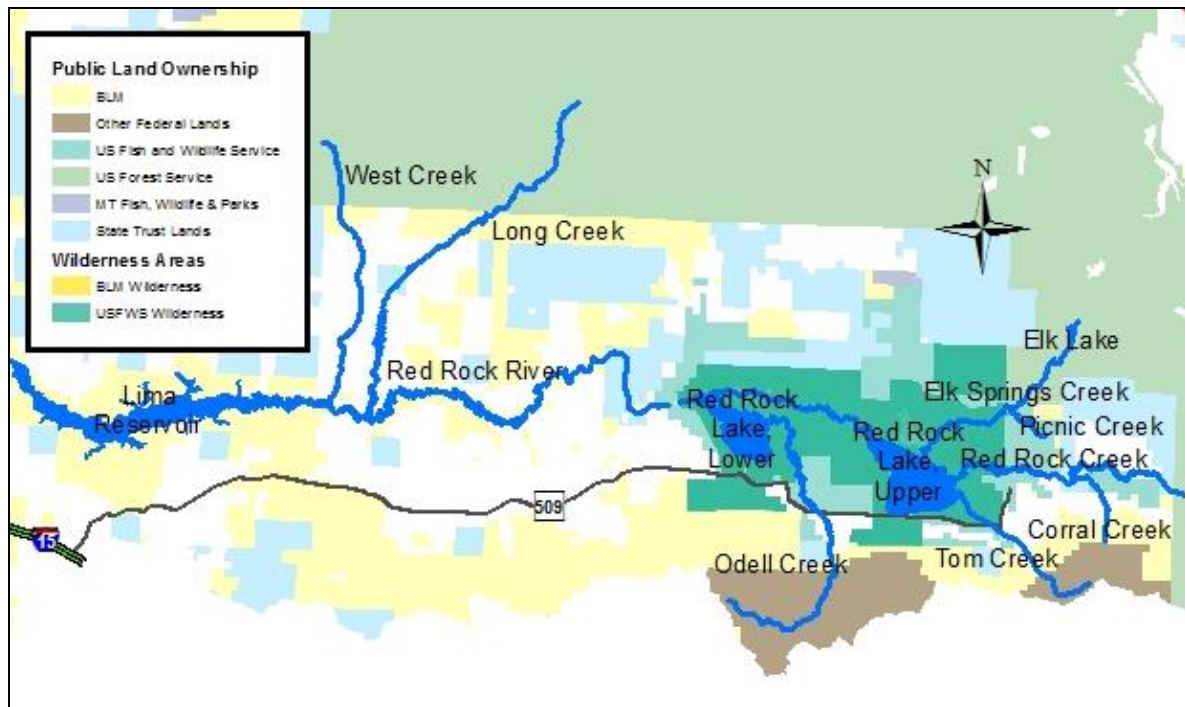 Public Land Ownership
BLM
Other Federal Lands
US Fish and Wildlife Service
US Forest Service
MT Fish, Wildlife & Parks
State Trust Lands
Wilderness Areas
BLM Wilderness
USFWS Wilderness
N
West Creek
Long Creek
Red Rock River
Lima
Reservoir
Elk Lake
Elk Springs Creek
Picnic Creek
Red Rock
Lake,
Lower
Red Rock
Lake,
Upper
Red Rock Creek
509
15
Corral Creek
Tom Creek
Odell Creek